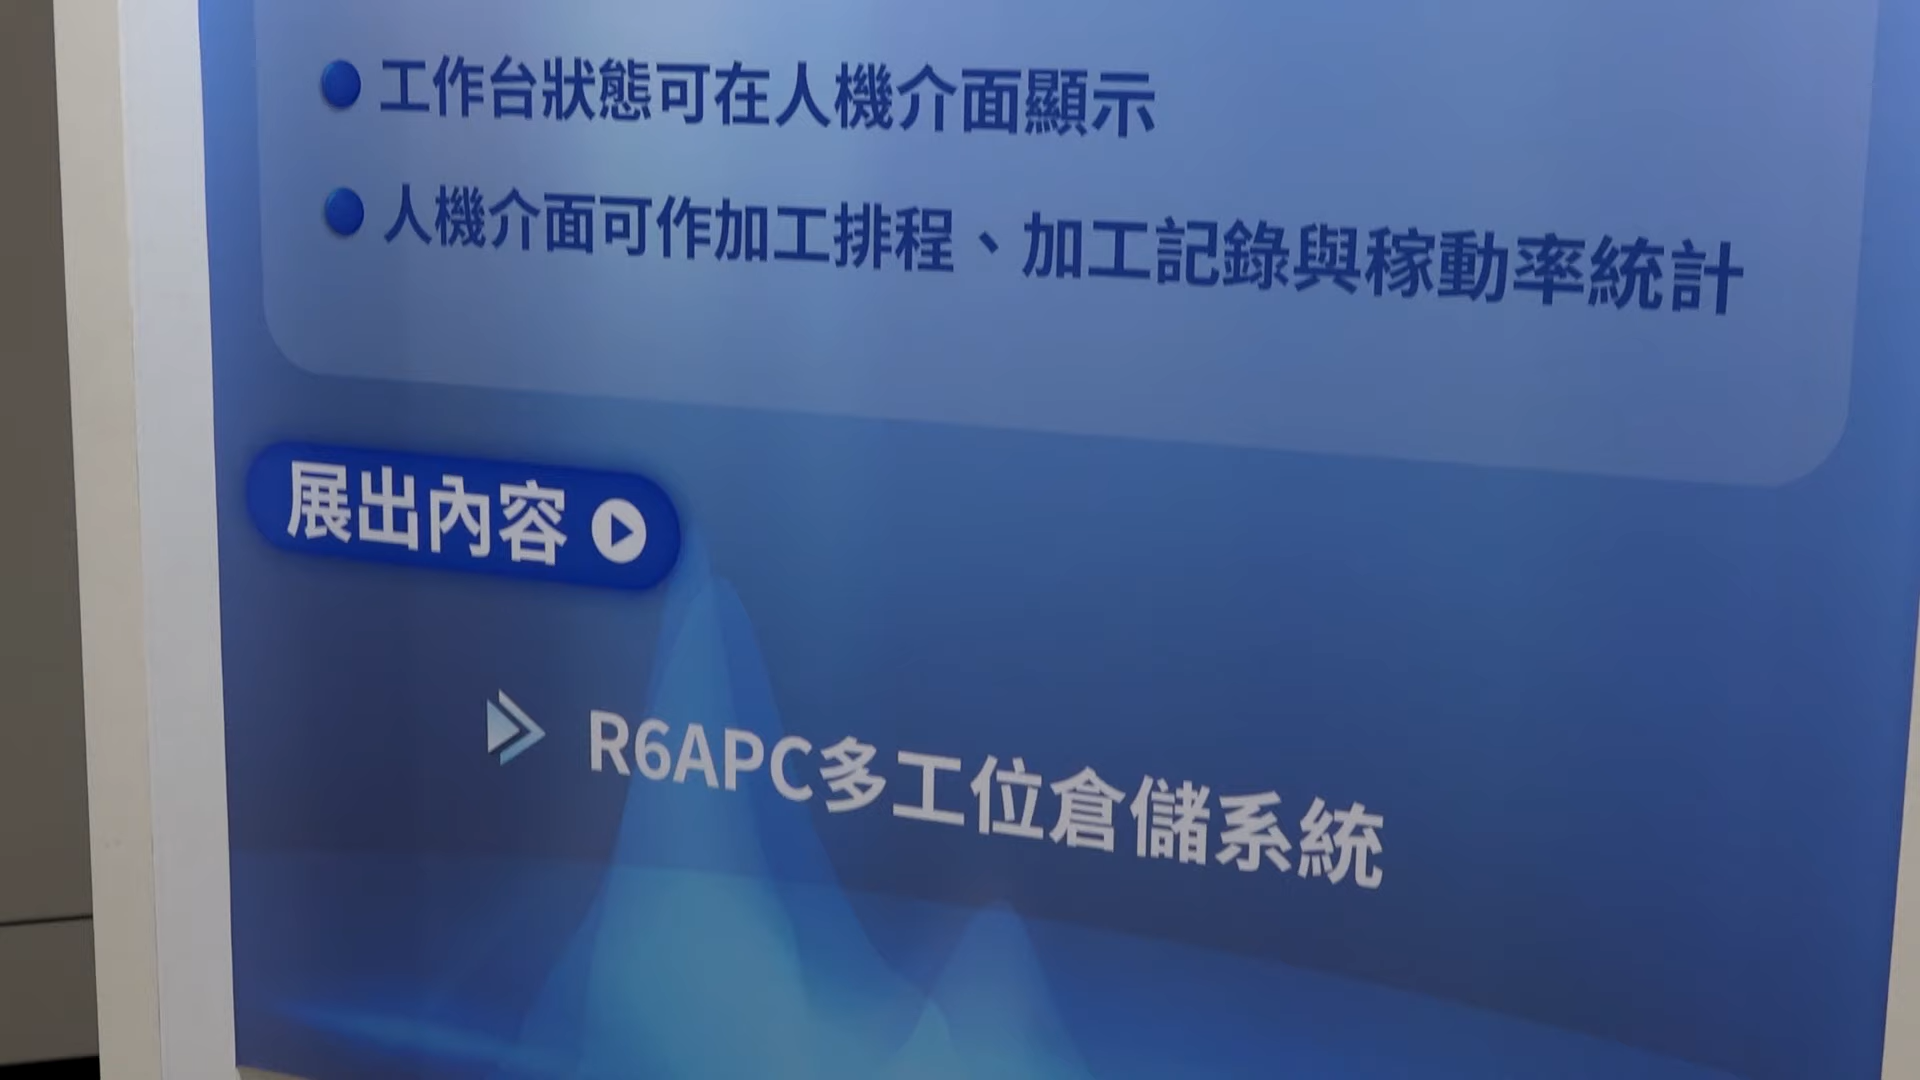 工作台狀態可在人機介面顯示
人機介面可作加工排程、加工記錄與稼動率統計
展出內容
R6APC多工位倉儲系統